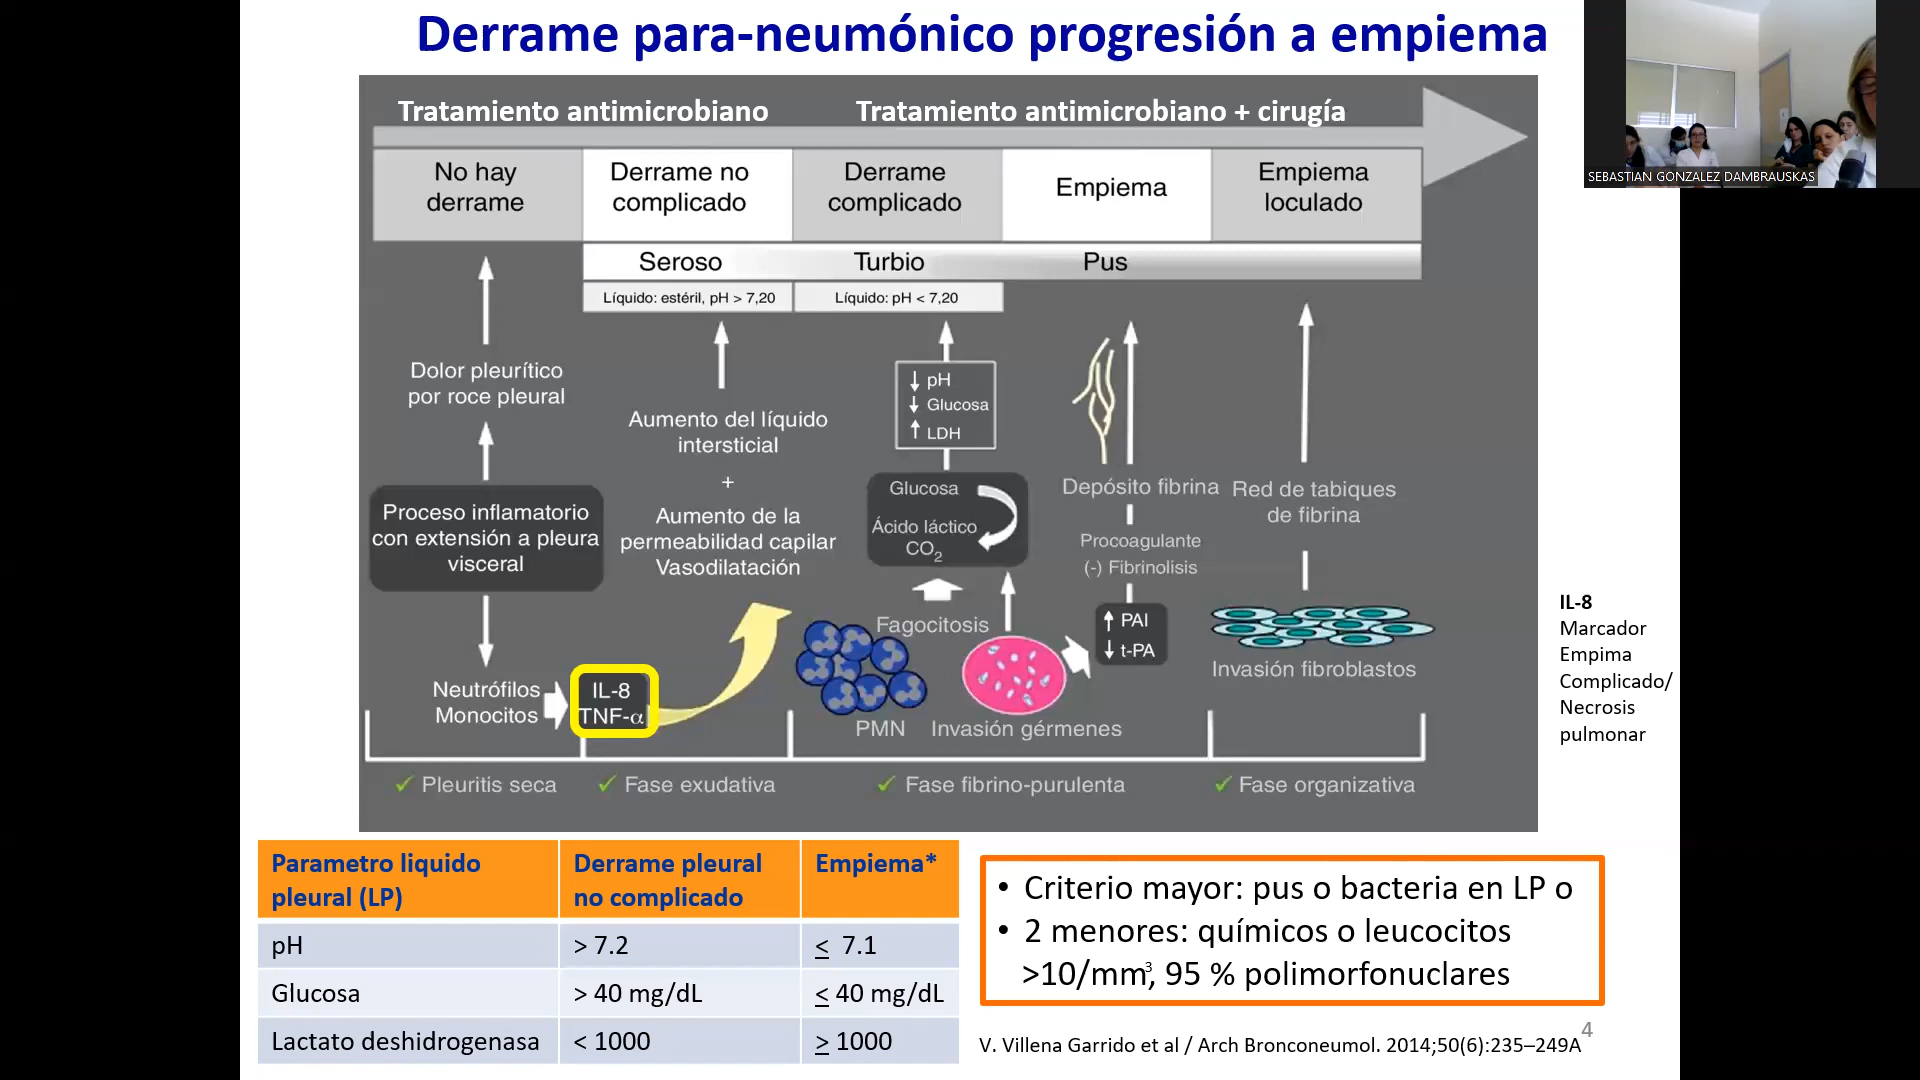 Derrame para-neumónico progresión a empiema
Tratamiento antimicrobiano
Tratamiento antimicrobiano + cirugía
No hay
derrame
Derrame no
complicado
Derrame
complicado
Empiema
Empiema
loculado
Seroso
Turbio
Pus
Líquido: estéril, pH > 7,20
Líquido: pH < 7,20
Dolor pleurítico
por roce pleural
Proceso inflamatorio
con extensión a pleura
visceral
Neutrófilos
Monocitos
IL-8
TNF-α
Aumento del líquido
intersticial
+
Aumento de la
permeabilidad capilar
Vasodilatación
↓ pH
↓ Glucosa
↑ LDH
Glucosa
Ácido láctico
CO2
Fagocitosis
PMN
Invasión gérmenes
Depósito fibrina
Procoagulante
(-) Fibrinolisis
↑ PAI
↓ t-PA
Red de tabiques
de fibrina
Invasión fibroblastos
✓ Pleuritis seca
✓ Fase exudativa
✓ Fase fibrino-purulenta
✓ Fase organizativa
SEBASTIAN GONZALEZ DAMBRAUSKAS
IL-8
Marcador
Empima
Complicado/
Necrosis
pulmonar
Parametro liquido
pleural (LP)
Derrame pleural
no complicado
Empiema*
pH
> 7.2
≤ 7.1
Glucosa
> 40 mg/dL
≤ 40 mg/dL
Lactato deshidrogenasa
< 1000
≥ 1000
• Criterio mayor: pus o bacteria en LP o
• 2 menores: químicos o leucocitos
>10/mm3, 95 % polimorfonuclares
V. Villena Garrido et al / Arch Bronconeumol. 2014;50(6):235–249A
4